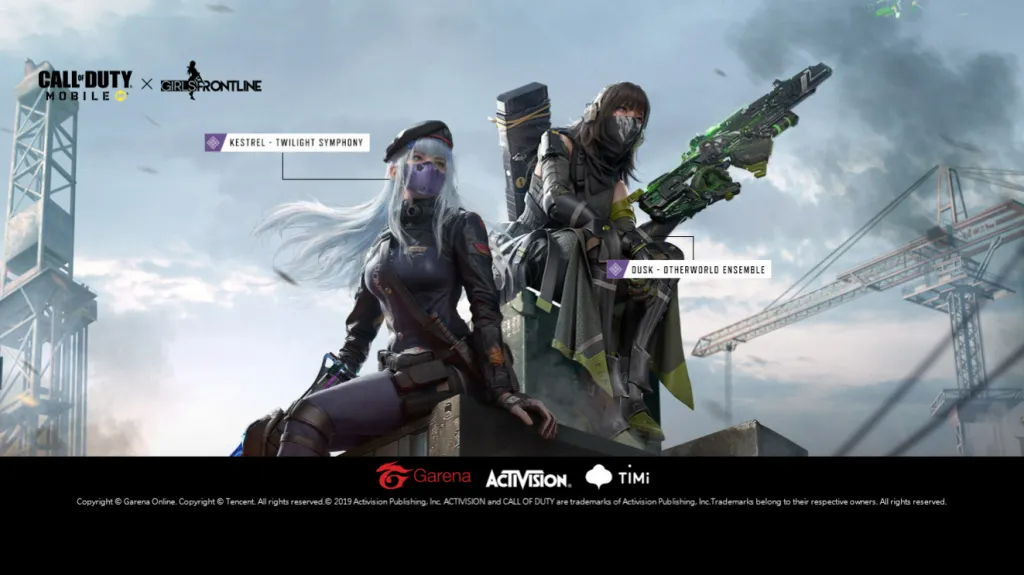 CALL OF DUTY
MOBILE
×
GIRLS FRONTLINE
KESTREL - TWILIGHT SYMPHONY
DUSK - OTHERWORLD ENSEMBLE
Garena
ACTIVISION.
TiMi
Copyright © Garena Online. Copyright © Tencent. All rights reserved.© 2019 Activision Publishing, Inc. ACTIVISION and CALL OF DUTY are trademarks of Activision Publishing, Inc.Trademarks belong to their respective owners. All rights reserved.